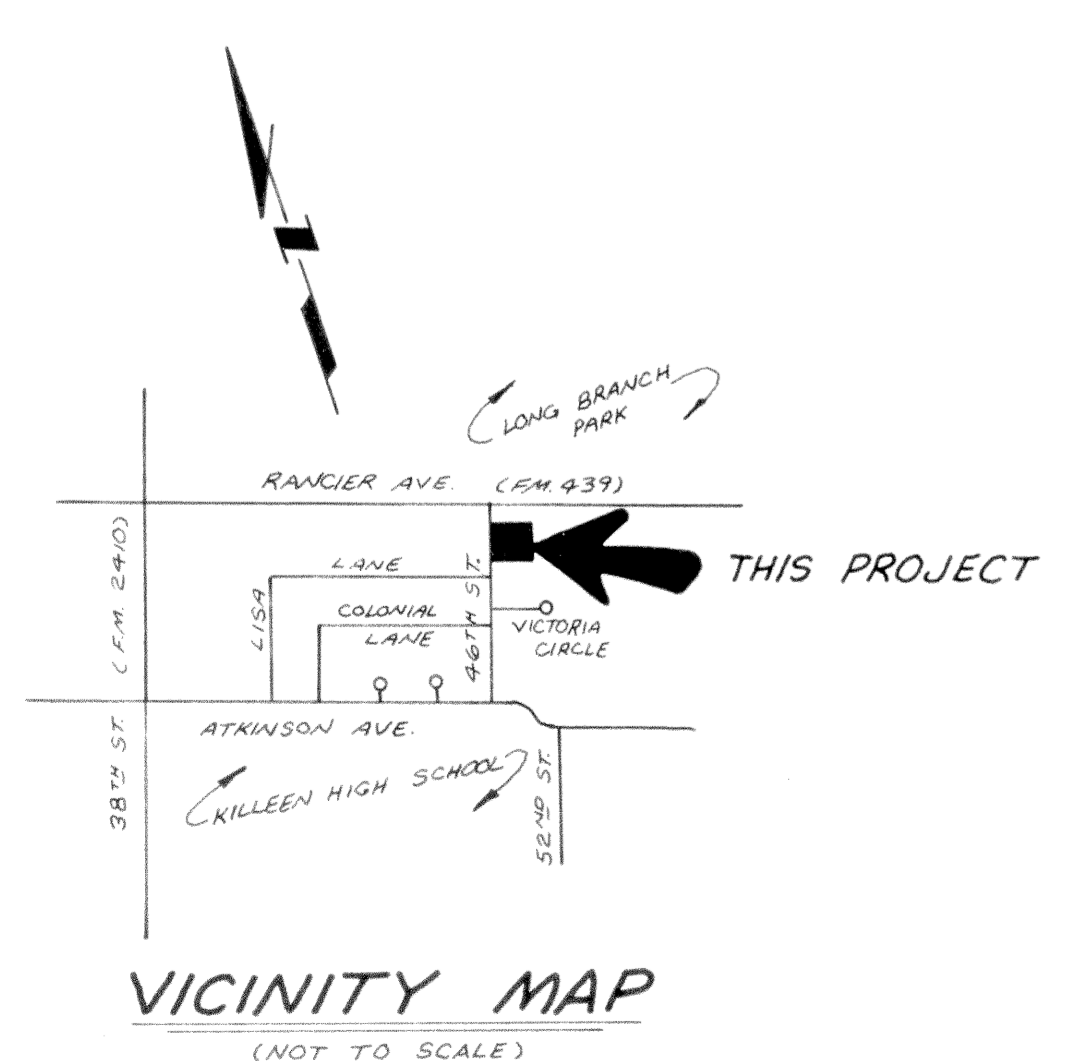 LONG BRANCH
PARK
RANCIER AVE. (F.M. 439)
38TH ST. (F.M. 2410)
THIS PROJECT
LISA
LANE
COLONIAL
LANE
46TH ST.
VICTORIA
CIRCLE
ATKINSON AVE.
KILLEEN HIGH SCHOOL
52ND ST.
VICINITY MAP
(NOT TO SCALE)